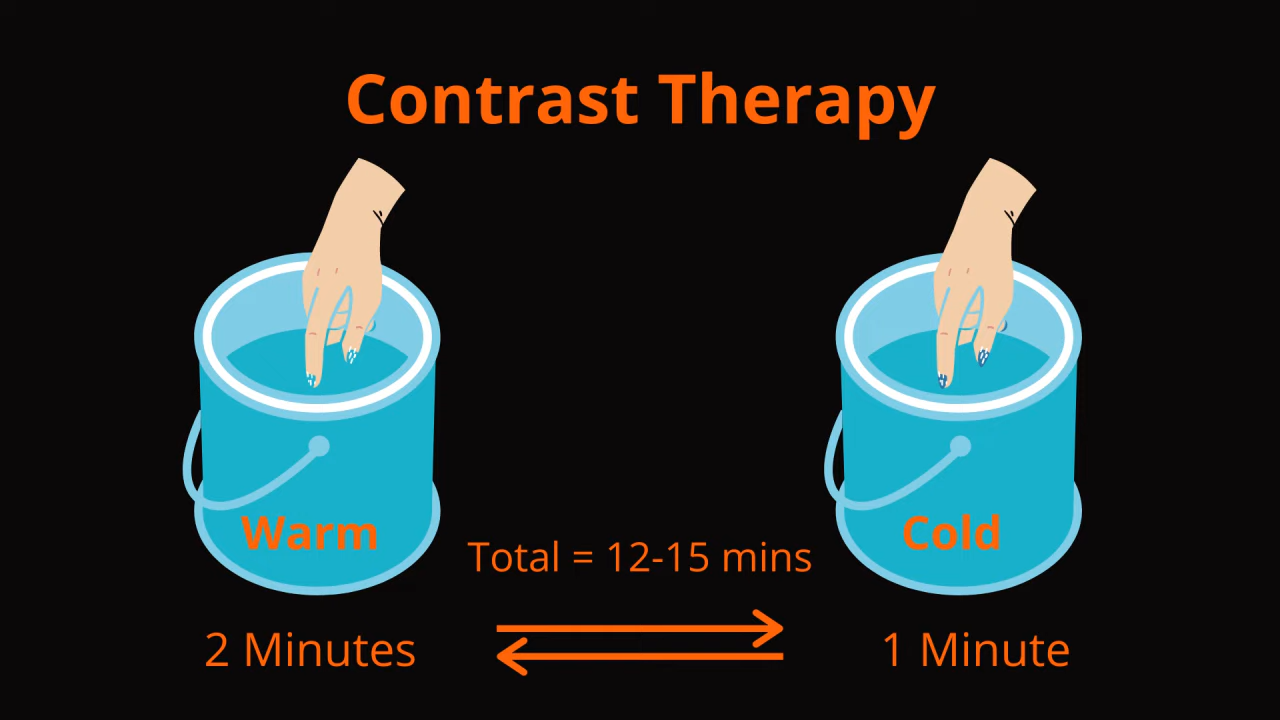 Contrast Therapy
Warm
Cold
Total = 12-15 mins
2 Minutes
1 Minute